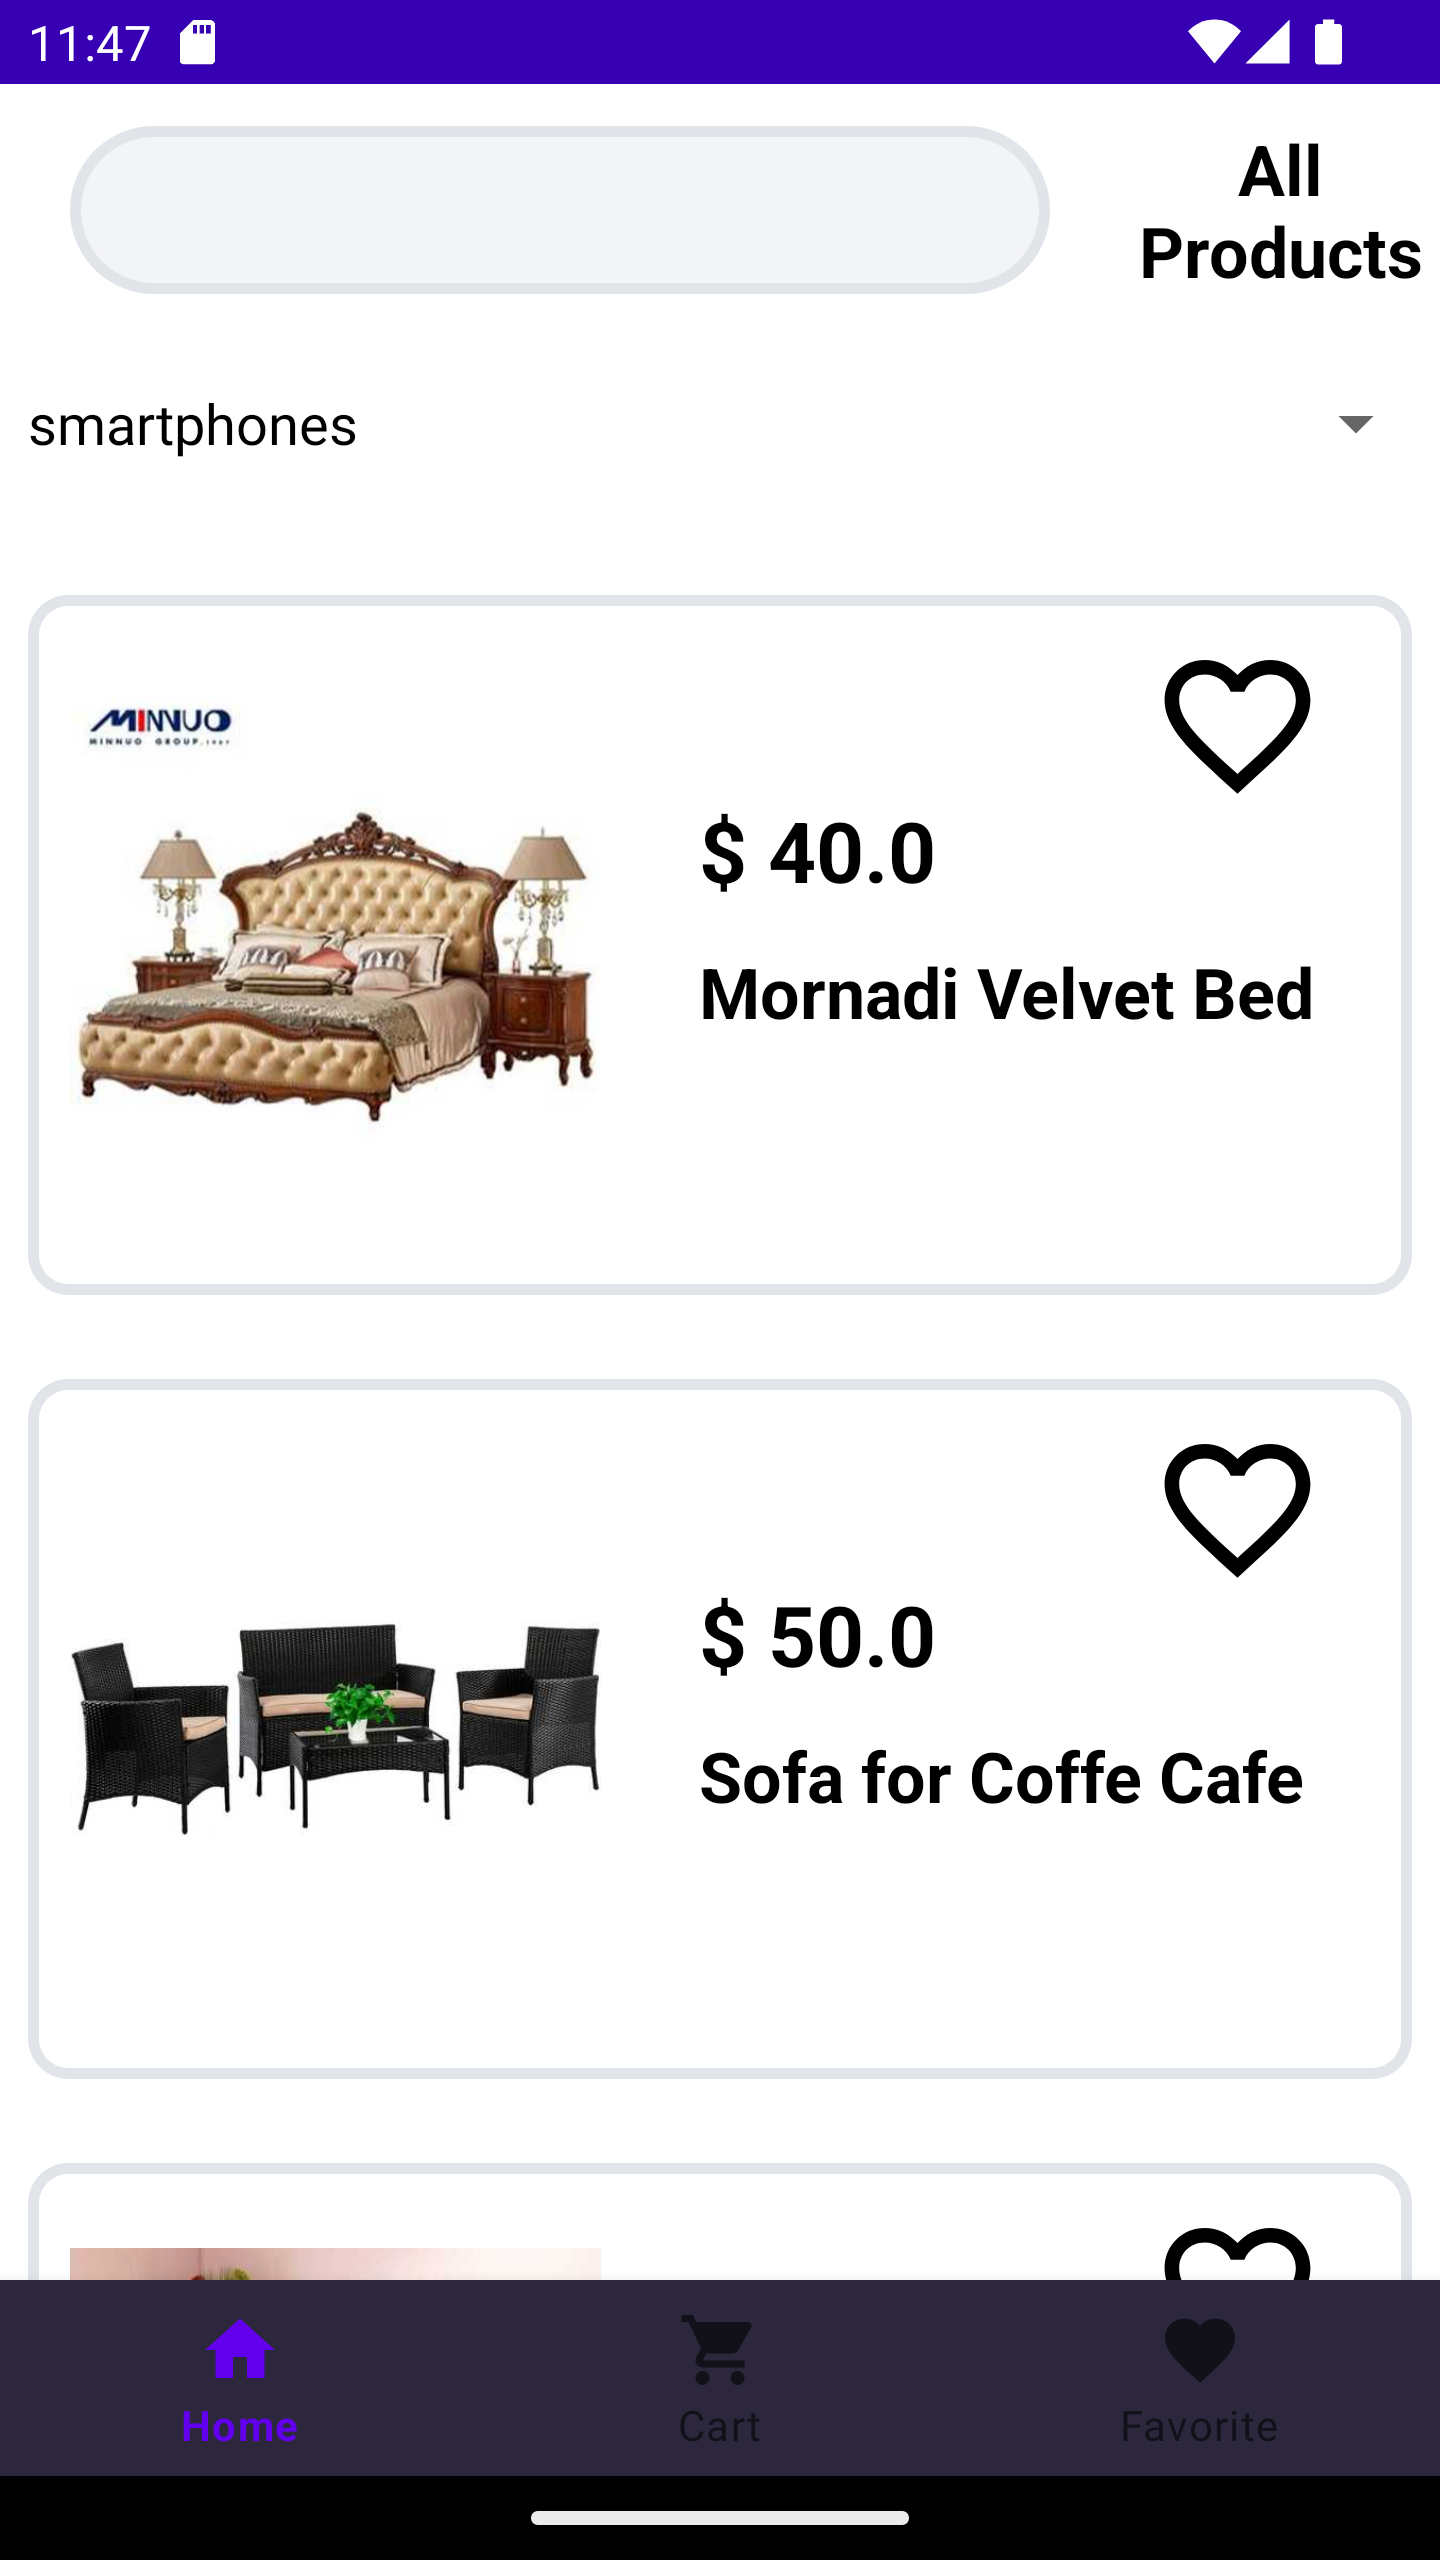 11:47
All
Products
smartphones
MINNUO
MINNUO GROUP.1997
$ 40.0
Mornadi Velvet Bed
$ 50.0
Sofa for Coffe Cafe
Home
Cart
Favorite